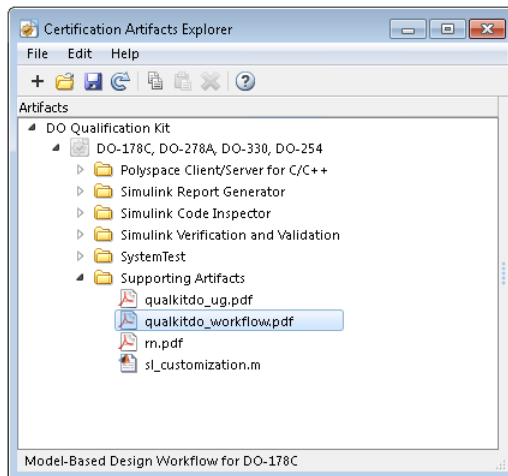 Certification Artifacts Explorer
File Edit Help
Artifacts
DO Qualification Kit
DO-178C, DO-278A, DO-330, DO-254
Polyspace Client/Server for C/C++
Simulink Report Generator
Simulink Code Inspector
Simulink Verification and Validation
SystemTest
Supporting Artifacts
qualkitdo_ug.pdf
qualkitdo_workflow.pdf
rn.pdf
sl_customization.m
Model-Based Design Workflow for DO-178C